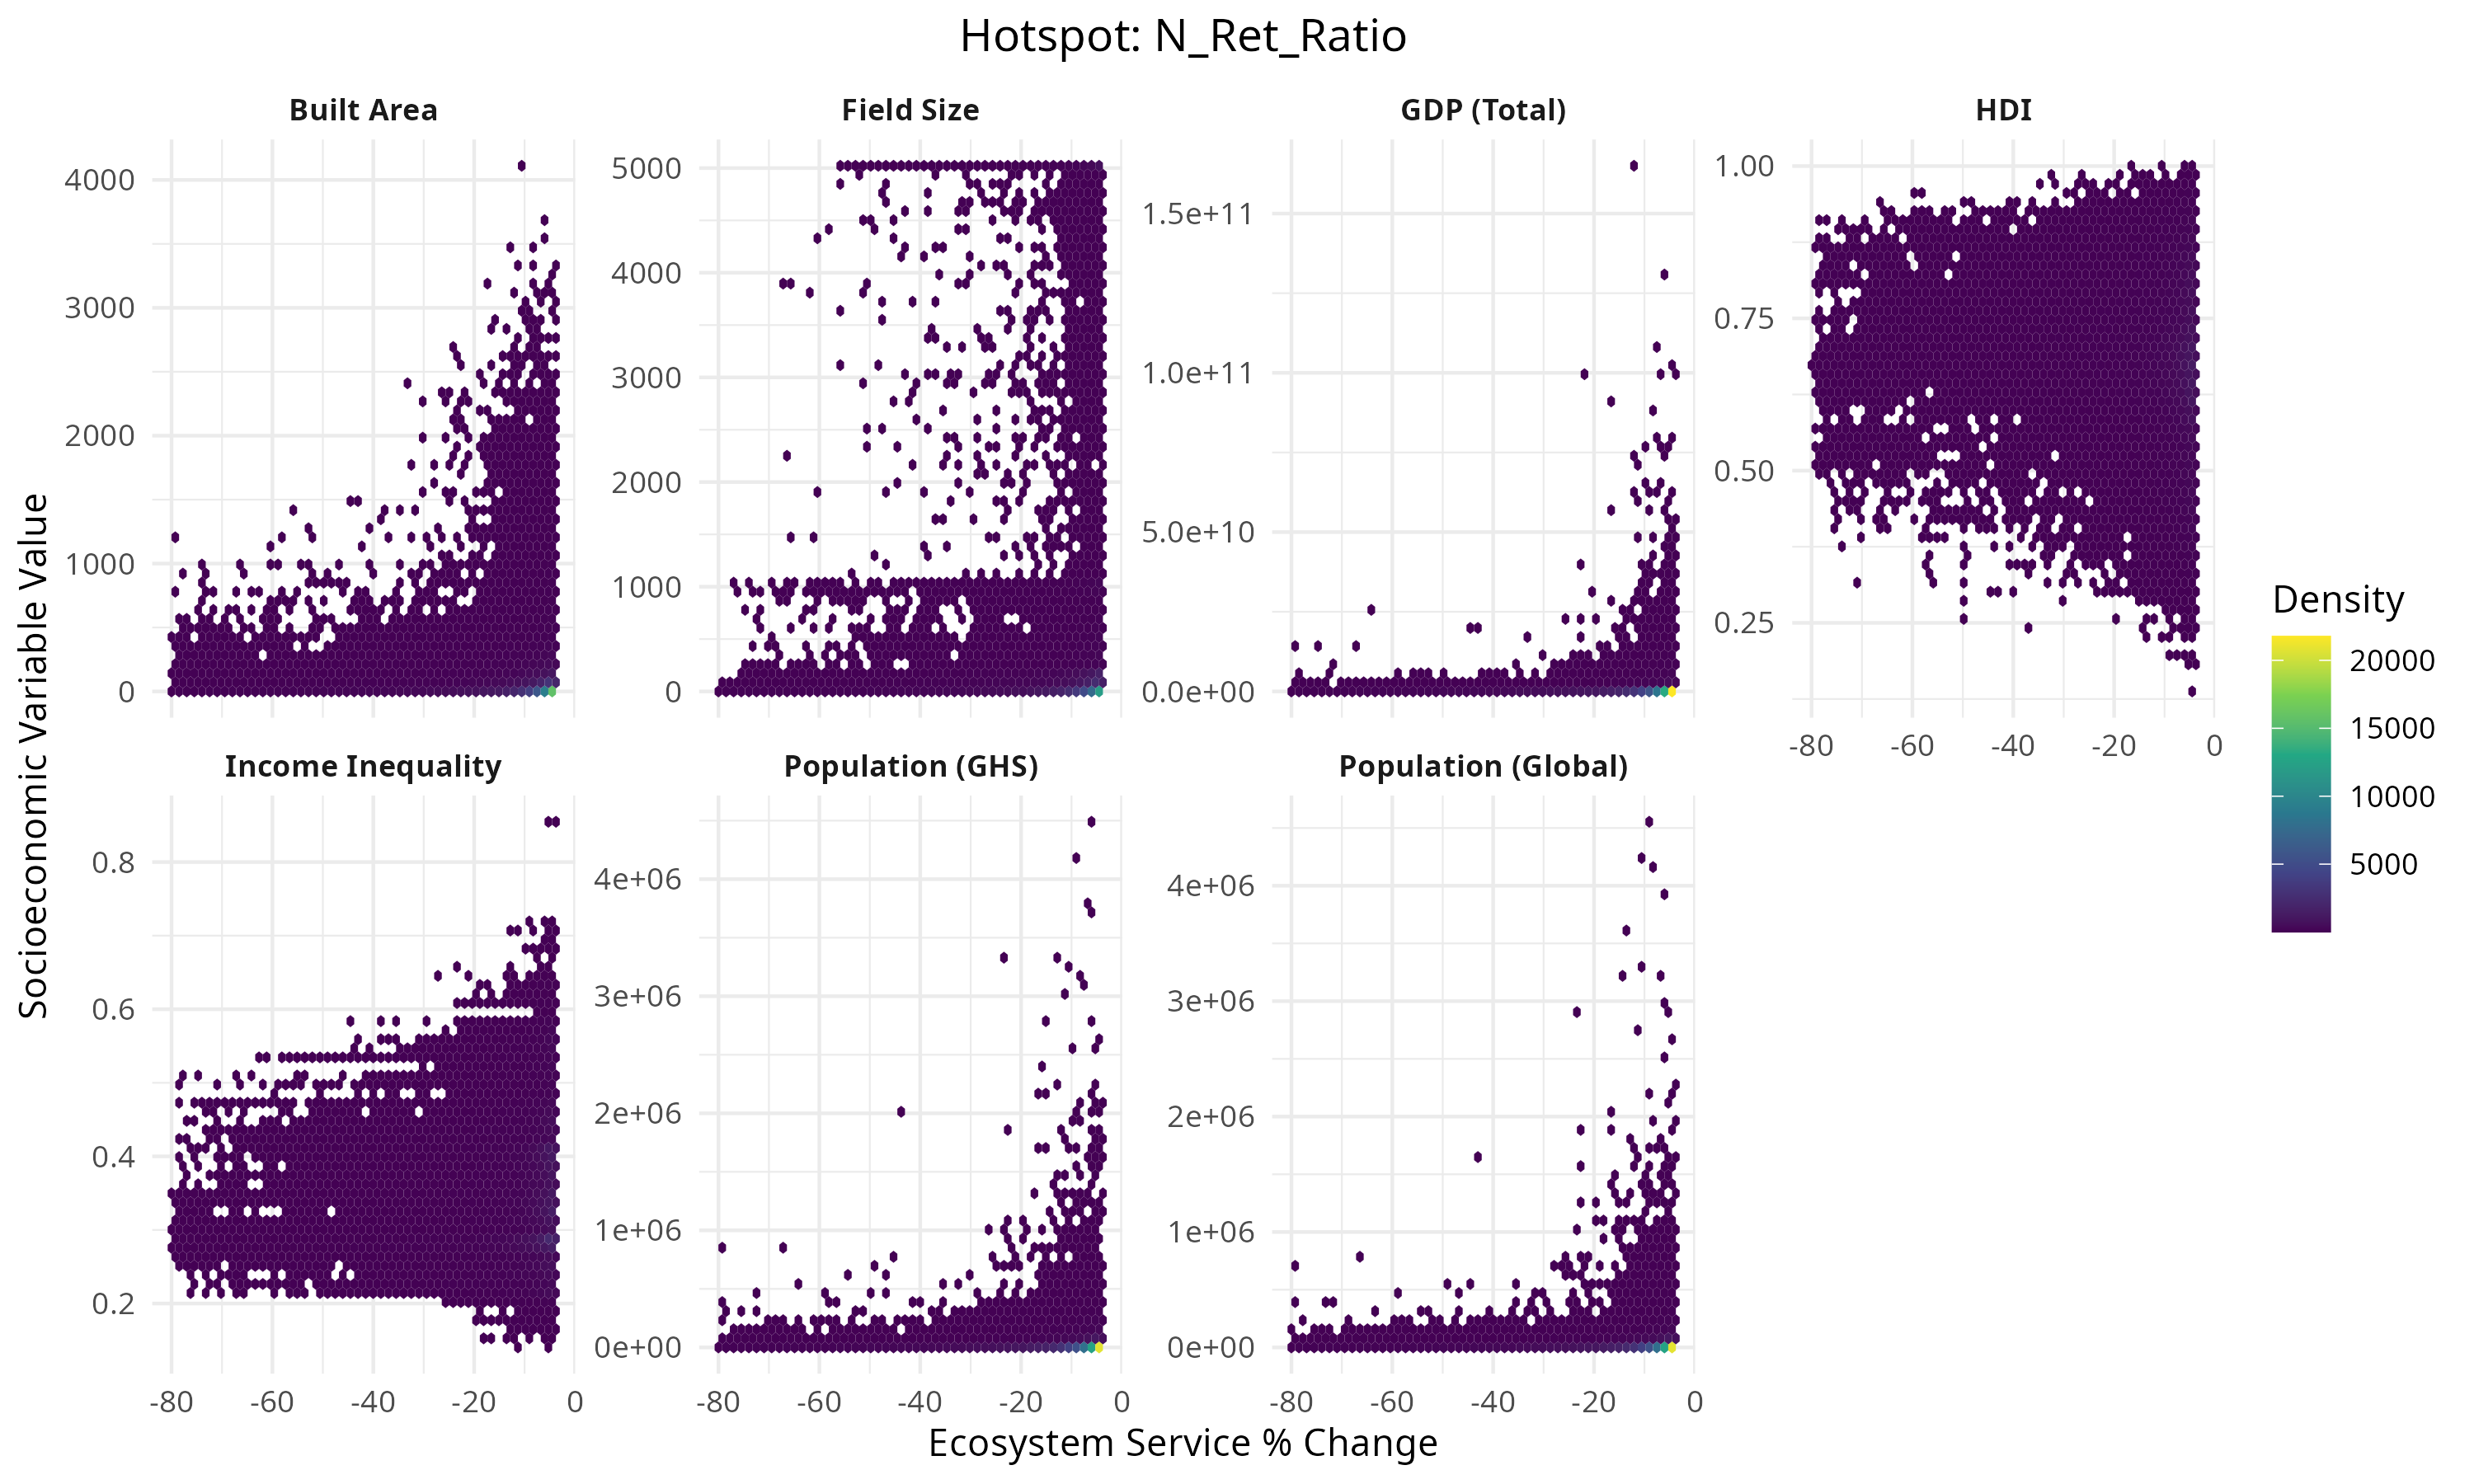 Hotspot: N_Ret_Ratio
Built Area
Field Size
GDP (Total)
HDI
4000
3000
2000
1000
0
5000
4000
3000
2000
1000
0
1.5e+11
1.0e+11
5.0e+10
0.0e+00
1.00
0.75
0.50
0.25
-80 -60 -40 -20 0
Income Inequality
Population (GHS)
Population (Global)
0.8
0.6
0.4
0.2
4e+06
3e+06
2e+06
1e+06
0e+00
4e+06
3e+06
2e+06
1e+06
0e+00
-80 -60 -40 -20 0
-80 -60 -40 -20 0
-80 -60 -40 -20 0
Ecosystem Service % Change
Socioeconomic Variable Value
Density
20000
15000
10000
5000